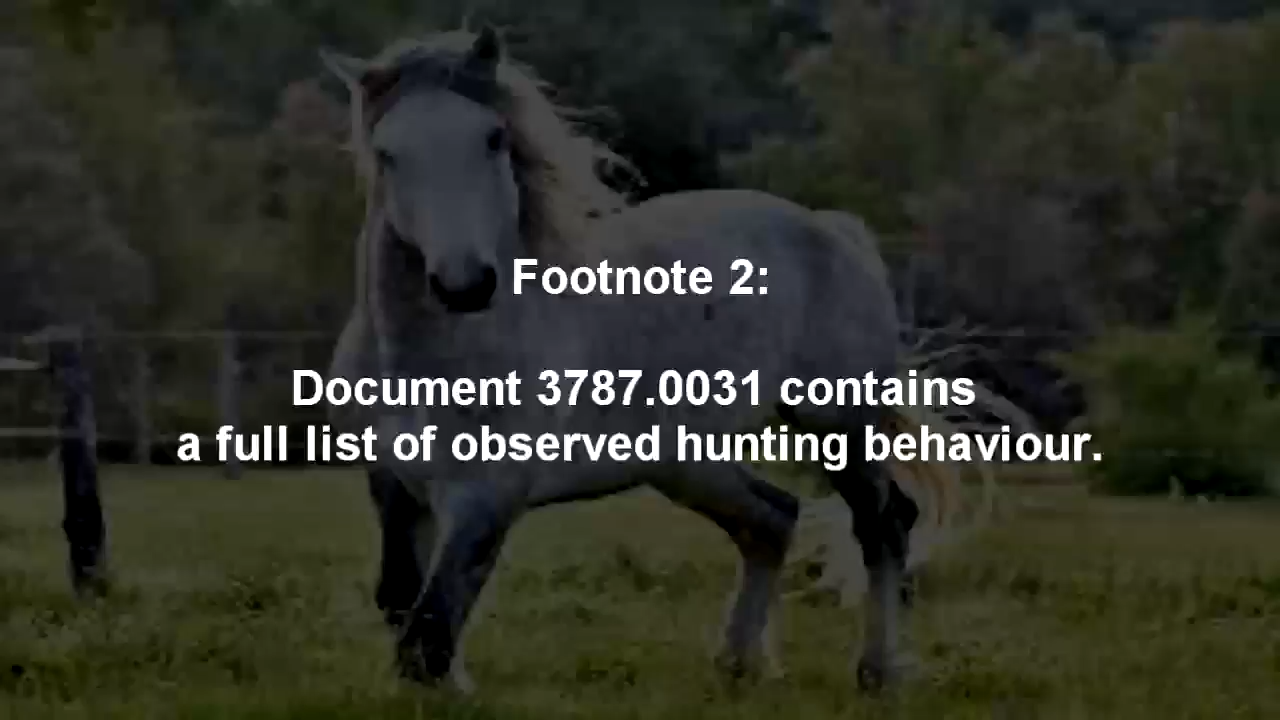 Footnote 2:
Document 3787.0031 contains
a full list of observed hunting behaviour.